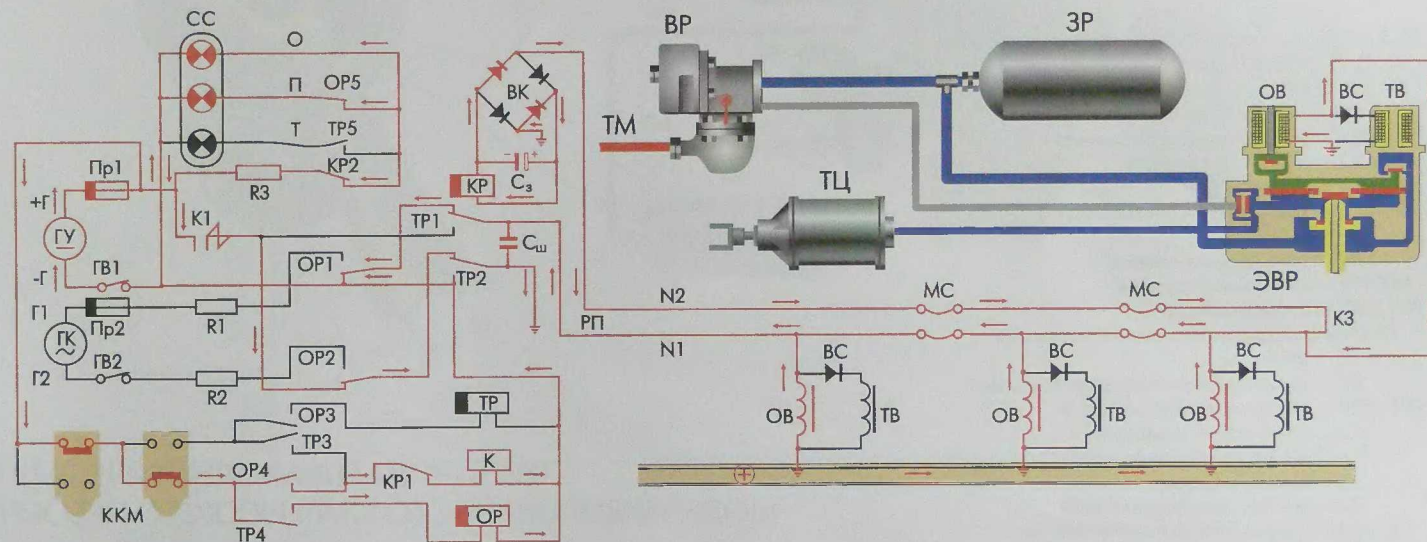 СС
О
П
ОР5
Т
ТР5
КР2
R3
Пр1
+Г
ГУ
-Г
К1
ГВ1
Г1
Пр2
R1
ГК
Г2
ГВ2
R2
ОР1
ОР2
ТР1
ТР2
ВК
КР
Сз
+
-
Сш
РП
ОР3
ТР3
ТР
ОР4
КР1
К
ТР4
ОР
ККМ
ВР
ЗР
ТМ
ТЦ
ОВ
ВС
ТВ
ЭВР
N2
МС
МС
КЗ
N1
ВС
ОВ
ТВ
ВС
ОВ
ТВ
ВС
ОВ
ТВ
+